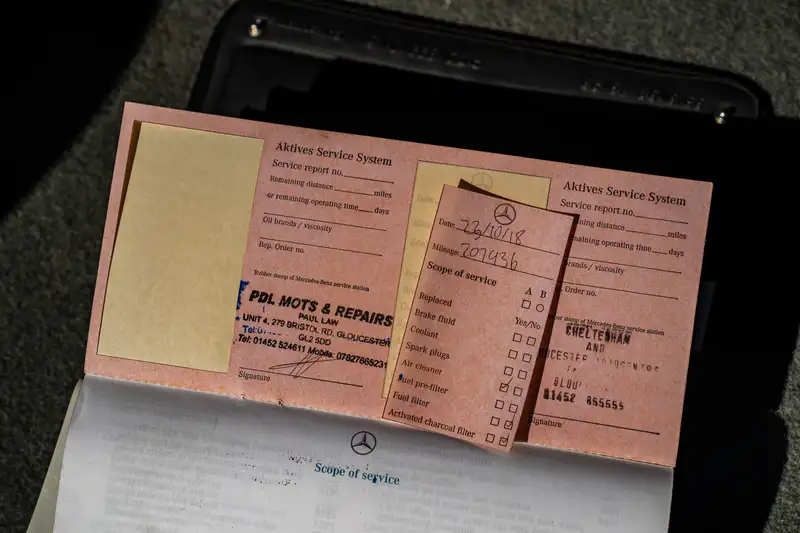 Aktives Service System
Service report no.
Remaining distance miles
or remaining operating time days
Oil brands / viscosity
Rep. Order no.
Rubber stamp of Mercedes-Benz service station
PDL MOTS & REPAIRS
PAUL LAW
UNIT 4, 279 BRISTOL RD, GLOUCESTER
GL2 5DD
Tel: 01452 524611 Mobile: 07827865231
Signature
Date: 23/10/18
Mileage: 207936
Scope of service
A B
Replaced
Yes/No
Brake fluid
Coolant
Spark plugs
Air cleaner
Fuel pre-filter
Fuel filter
Activated charcoal filter
Aktives Service System
Service report no.
distance miles
operating time days
brands / viscosity
Order no.
stamp of Mercedes-Benz service station
CHELTENHAM
AND
01452
Signature
Scope of service